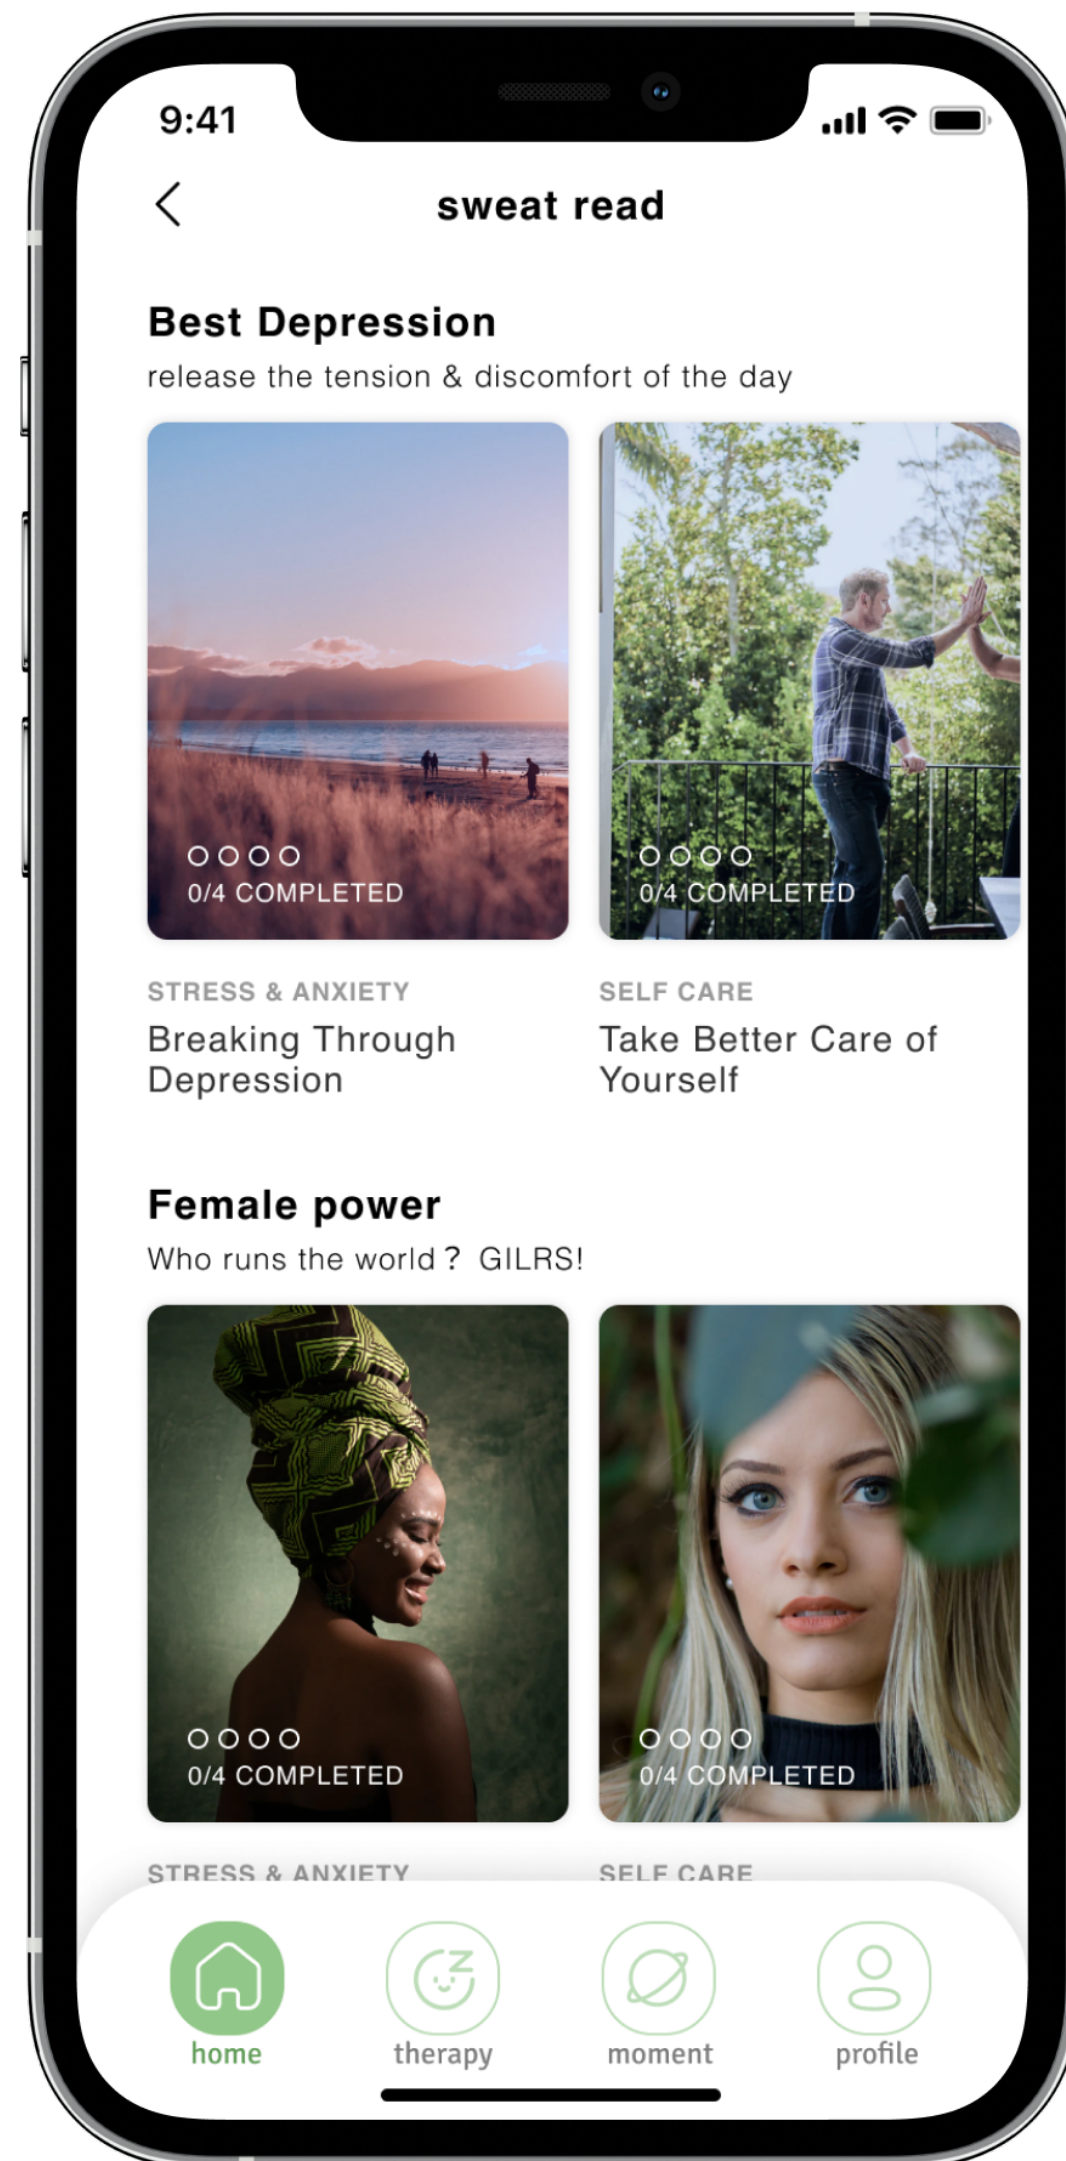 9:41
sweat read
Best Depression
release the tension & discomfort of the day
0/4 COMPLETED
0/4 COMPLETED
STRESS & ANXIETY
SELF CARE
Breaking Through
Depression
Take Better Care of
Yourself
Female power
Who runs the world？ GILRS!
0/4 COMPLETED
0/4 COMPLETED
STRESS & ANXIETY
SELF CARE
home
therapy
moment
profile